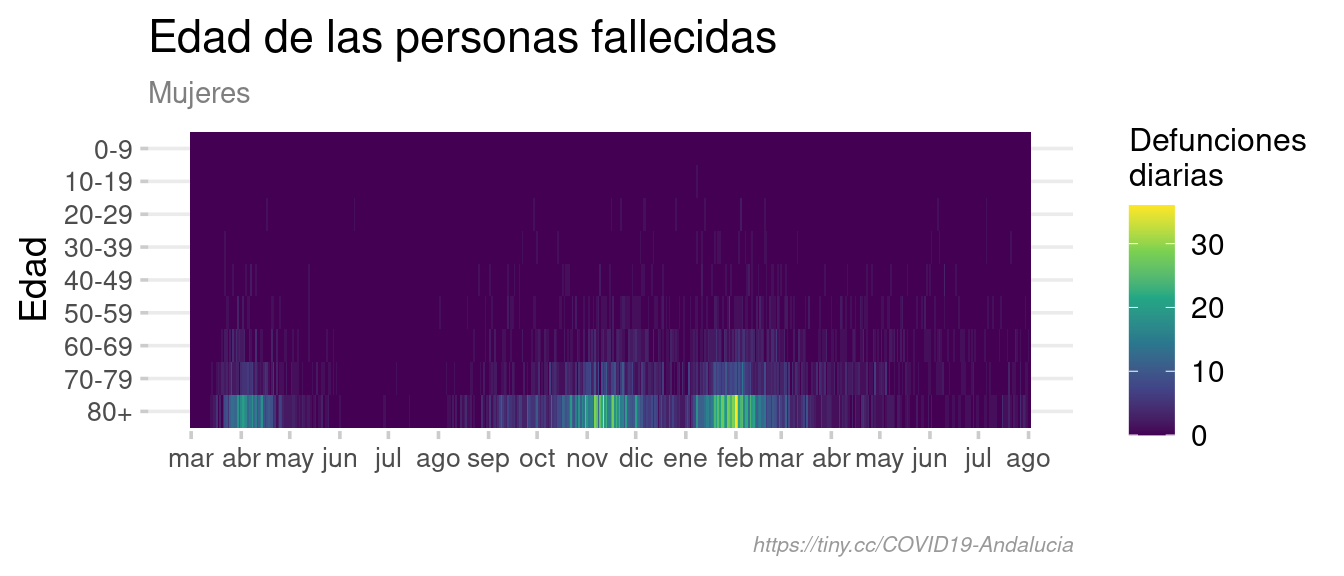 Edad de las personas fallecidas
Mujeres
Edad
0-9
10-19
20-29
30-39
40-49
50-59
60-69
70-79
80+
mar abr may jun jul ago sep oct nov dic ene feb mar abr may jun jul ago
Defunciones
diarias
30
20
10
0
https://tiny.cc/COVID19-Andalucia